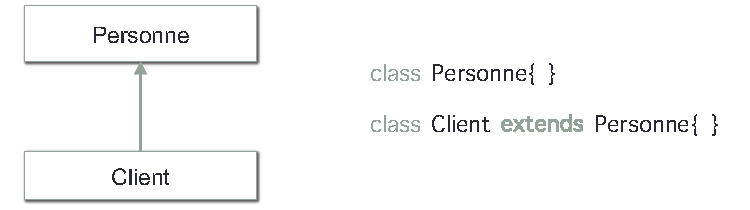 Personne
class Personne{ }
class Client extends Personne{ }
Client